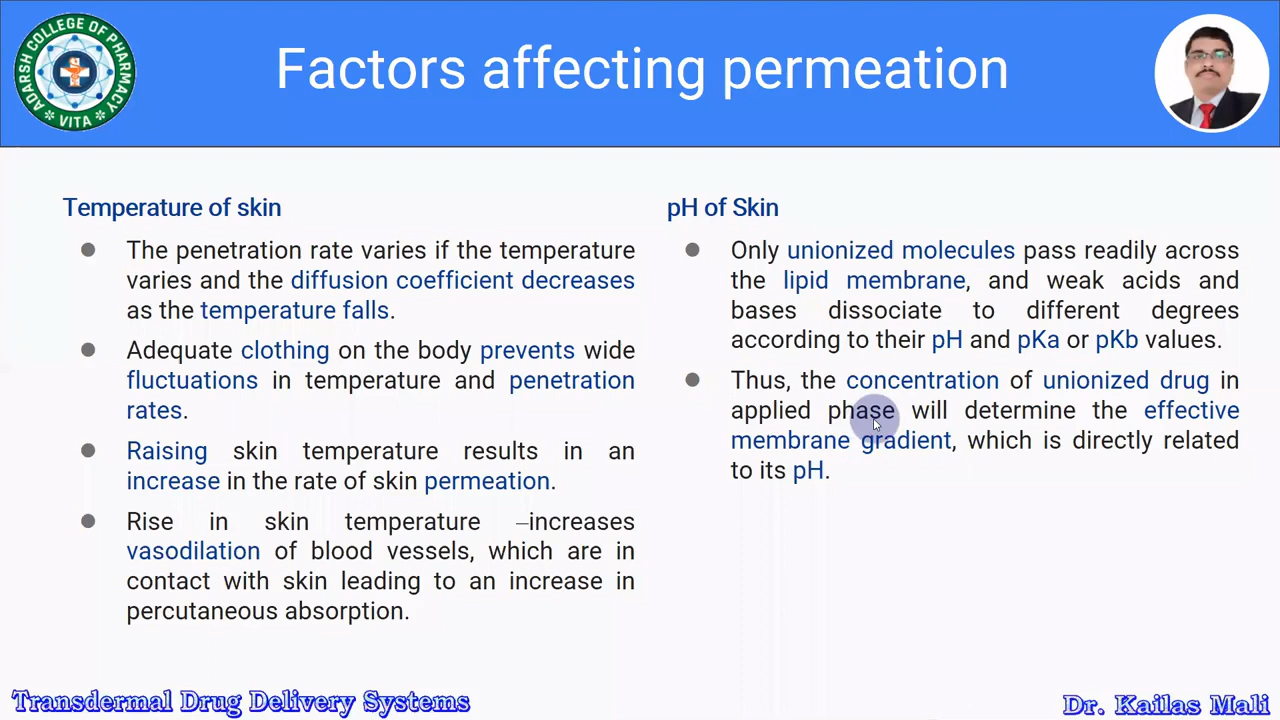 ADARSH COLLEGE OF PHARMACY
VITA
Factors affecting permeation
Temperature of skin
● The penetration rate varies if the temperature
varies and the diffusion coefficient decreases
as the temperature falls.
● Adequate clothing on the body prevents wide
fluctuations in temperature and penetration
rates.
● Raising skin temperature results in an
increase in the rate of skin permeation.
● Rise in skin temperature –increases
vasodilation of blood vessels, which are in
contact with skin leading to an increase in
percutaneous absorption.
pH of Skin
● Only unionized molecules pass readily across
the lipid membrane, and weak acids and
bases dissociate to different degrees
according to their pH and pKa or pKb values.
● Thus, the concentration of unionized drug in
applied phase will determine the effective
membrane gradient, which is directly related
to its pH.
Transdermal Drug Delivery Systems
Dr. Kailas Mali